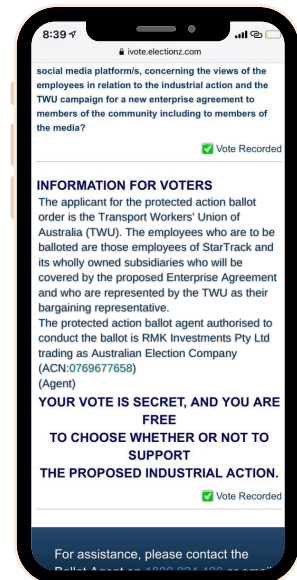 8:39
ivote.electionz.com
social media platform/s, concerning the views of the
employees in relation to the industrial action and the
TWU campaign for a new enterprise agreement to
members of the community including to members of
the media?
Vote Recorded
INFORMATION FOR VOTERS
The applicant for the protected action ballot
order is the Transport Workers' Union of
Australia (TWU). The employees who are to be
balloted are those employees of StarTrack and
its wholly owned subsidiaries who will be
covered by the proposed Enterprise Agreement
and who are represented by the TWU as their
bargaining representative.
The protected action ballot agent authorised to
conduct the ballot is RMK Investments Pty Ltd
trading as Australian Election Company
(ACN:0769677658)
(Agent)
YOUR VOTE IS SECRET, AND YOU ARE
FREE
TO CHOOSE WHETHER OR NOT TO
SUPPORT
THE PROPOSED INDUSTRIAL ACTION.
Vote Recorded
For assistance, please contact the
Ballot Agent on